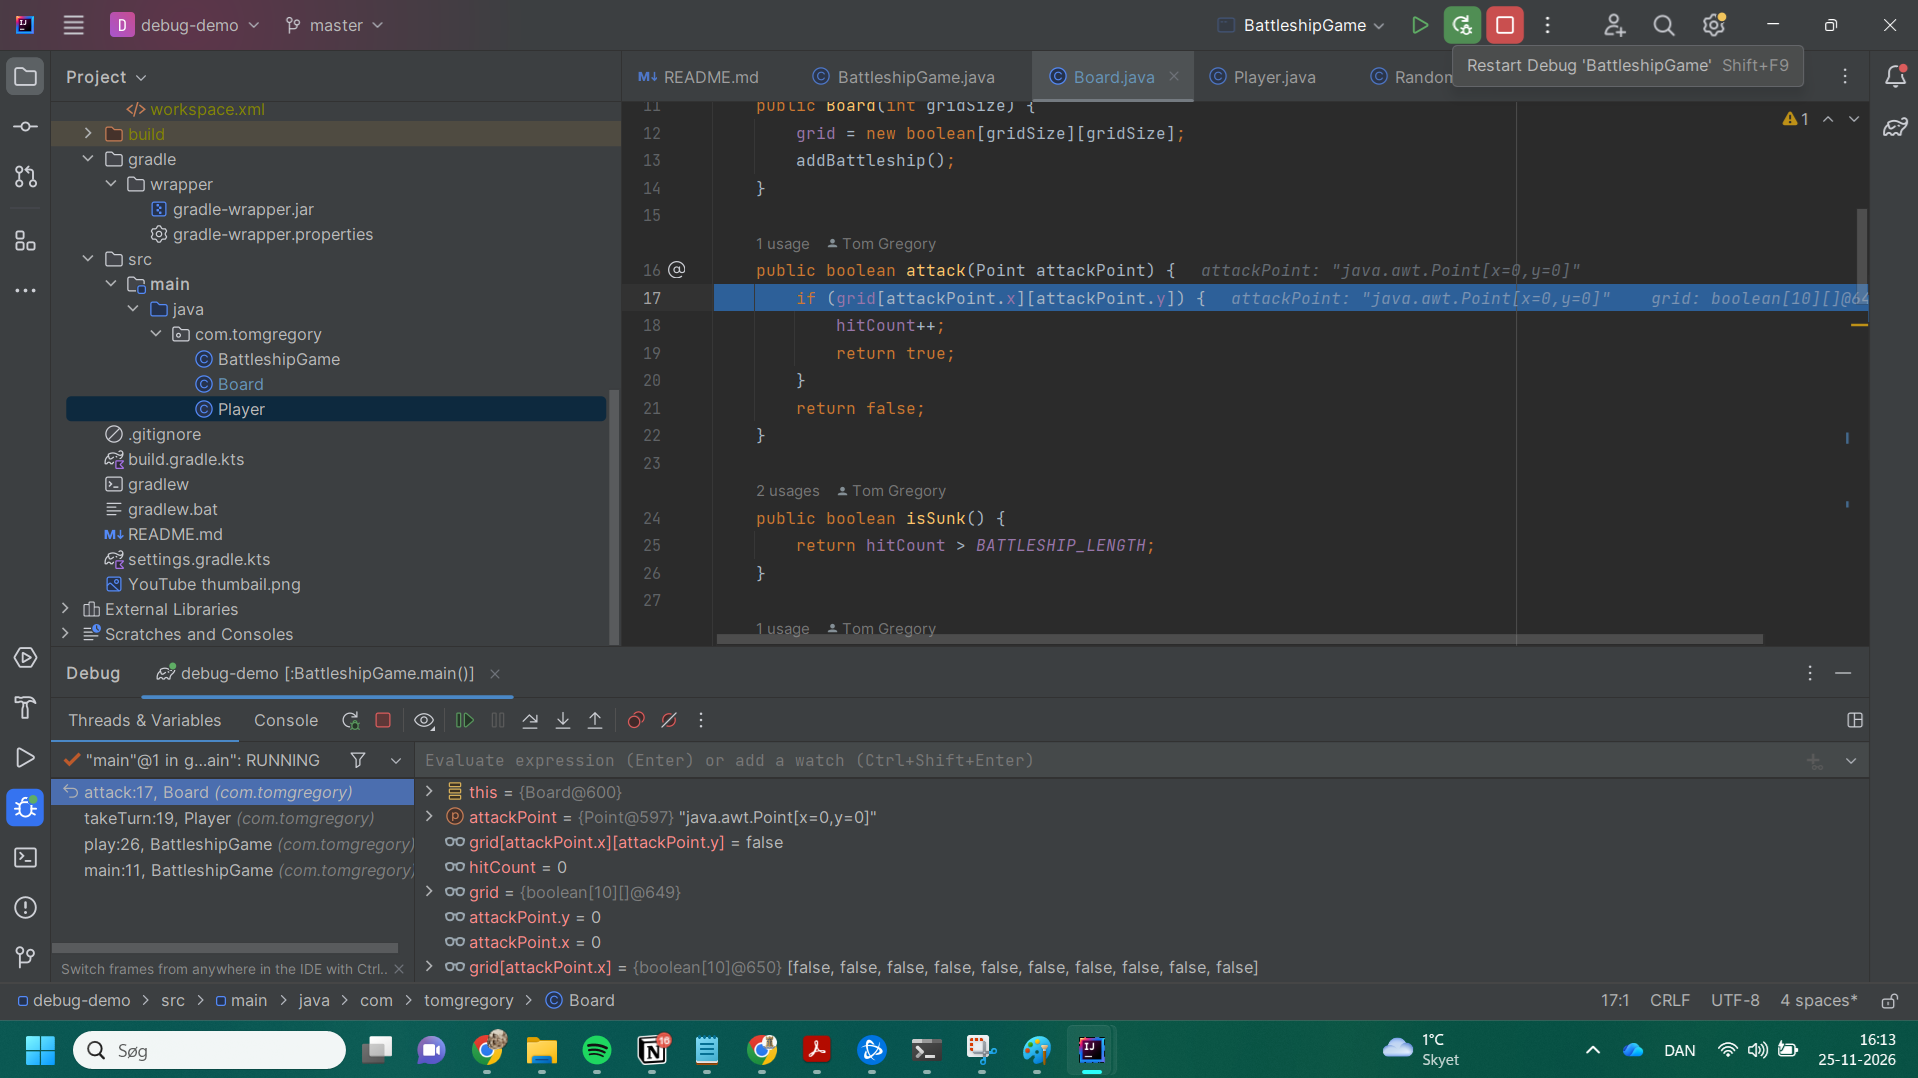 D debug-demo
master
BattleshipGame
Restart Debug 'BattleshipGame' Shift+F9
Project
README.md
BattleshipGame.java
Board.java
Player.java
workspace.xml
build
gradle
wrapper
gradle-wrapper.jar
gradle-wrapper.properties
src
main
java
com.tomgregory
BattleshipGame
Board
Player
.gitignore
build.gradle.kts
gradlew
gradlew.bat
README.md
settings.gradle.kts
YouTube thumbail.png
External Libraries
Scratches and Consoles
1
11 public Board(int gridSize) {
12 grid = new boolean[gridSize][gridSize];
13 addBattleship();
14 }
15
1 usage Tom Gregory
16 public boolean attack(Point attackPoint) { attackPoint: "java.awt.Point[x=0,y=0]"
17 if (grid[attackPoint.x][attackPoint.y]) { attackPoint: "java.awt.Point[x=0,y=0]" grid: boolean[10][]@64
18 hitCount++;
19 return true;
20 }
21 return false;
22 }
23
2 usages Tom Gregory
24 public boolean isSunk() {
25 return hitCount > BATTLESHIP_LENGTH;
26 }
27
1 usage Tom Gregory
Debug
debug-demo [:BattleshipGame.main()]
Threads & Variables
Console
"main"@1 in g...ain": RUNNING
Evaluate expression (Enter) or add a watch (Ctrl+Shift+Enter)
attack:17, Board (com.tomgregory)
takeTurn:19, Player (com.tomgregory)
play:26, BattleshipGame (com.tomgregory)
main:11, BattleshipGame (com.tomgregory)
Switch frames from anywhere in the IDE with Ctrl..
this = {Board@600}
attackPoint = {Point@597} "java.awt.Point[x=0,y=0]"
grid[attackPoint.x][attackPoint.y] = false
hitCount = 0
grid = {boolean[10][]@649}
attackPoint.y = 0
attackPoint.x = 0
grid[attackPoint.x] = {boolean[10]@650} [false, false, false, false, false, false, false, false, false, false]
debug-demo > src > main > java > com > tomgregory > Board
17:1 CRLF UTF-8 4 spaces*
Søg
16
1°C
Skyet
DAN
16:13
25-11-2026